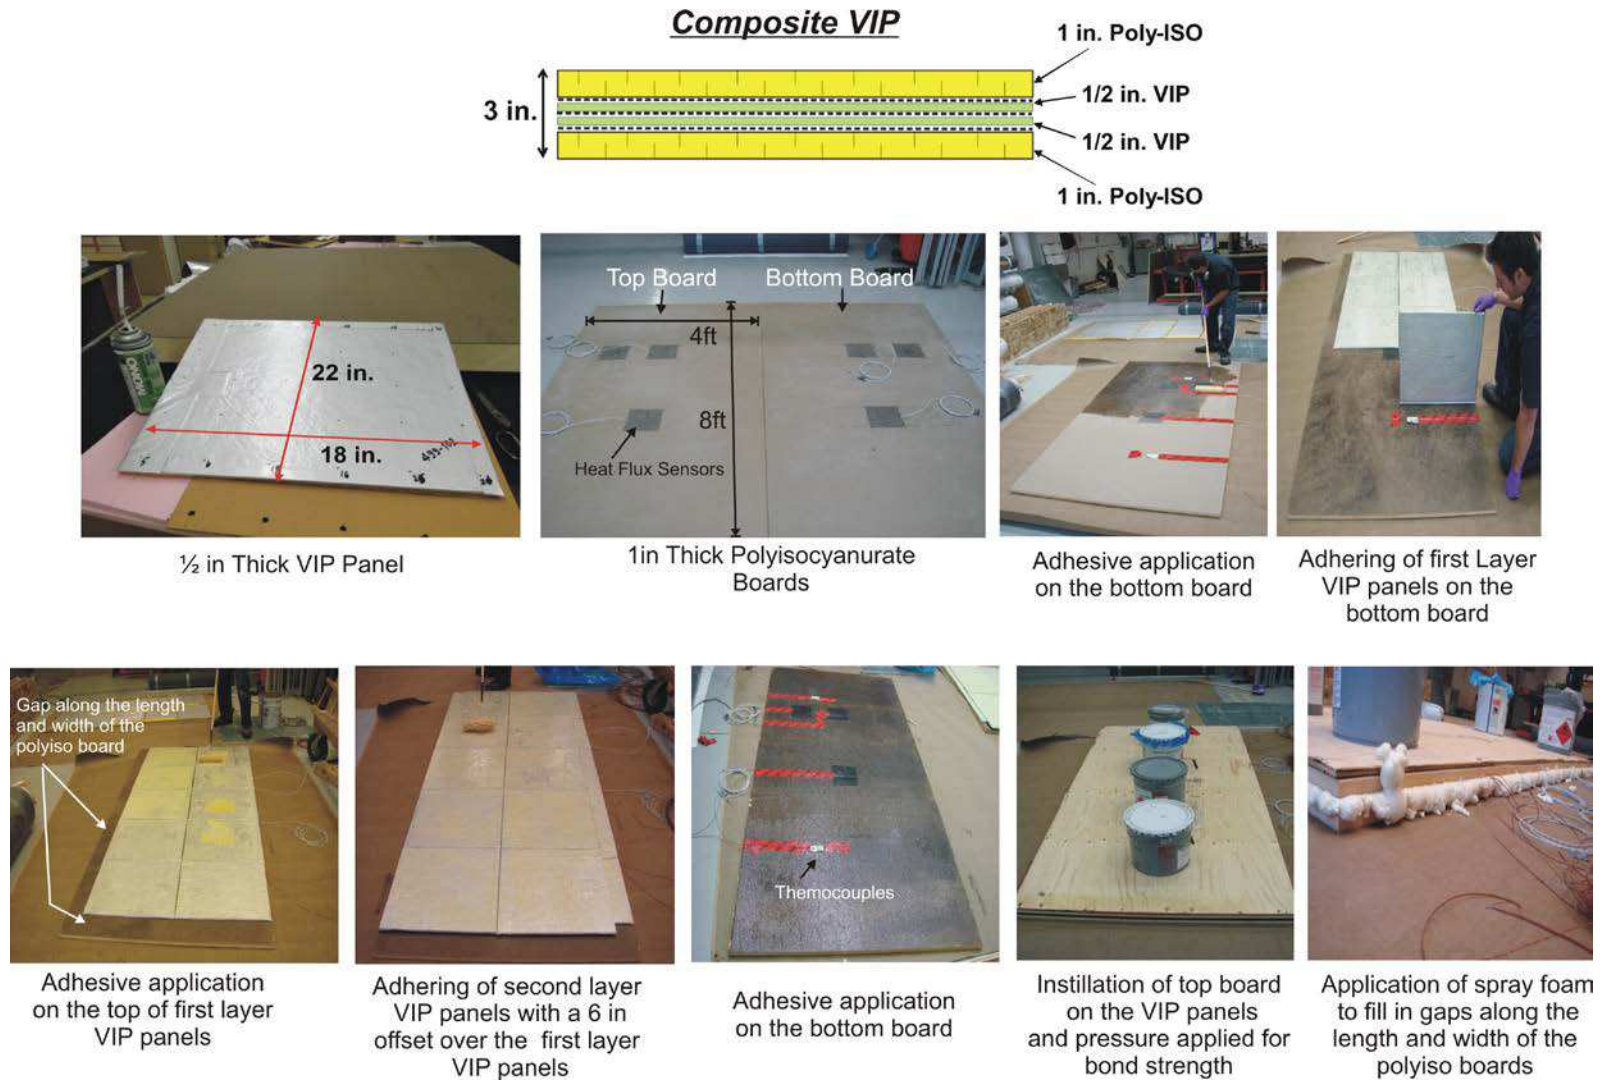 Composite VIP
1 in. Poly-ISO
3 in.
1/2 in. VIP
1/2 in. VIP
1 in. Poly-ISO
22 in.
18 in.
Top Board
Bottom Board
4ft
8ft
Heat Flux Sensors
½ in Thick VIP Panel
1in Thick Polyisocyanurate
Boards
Adhesive application
on the bottom board
Adhering of first Layer
VIP panels on the
bottom board
Gap along the length
and width of the
polyiso board
Themocouples
Adhesive application
on the top of first layer
VIP panels
Adhering of second layer
VIP panels with a 6 in
offset over the first layer
VIP panels
Adhesive application
on the bottom board
Instillation of top board
on the VIP panels
and pressure applied for
bond strength
Application of spray foam
to fill in gaps along the
length and width of the
polyiso boards